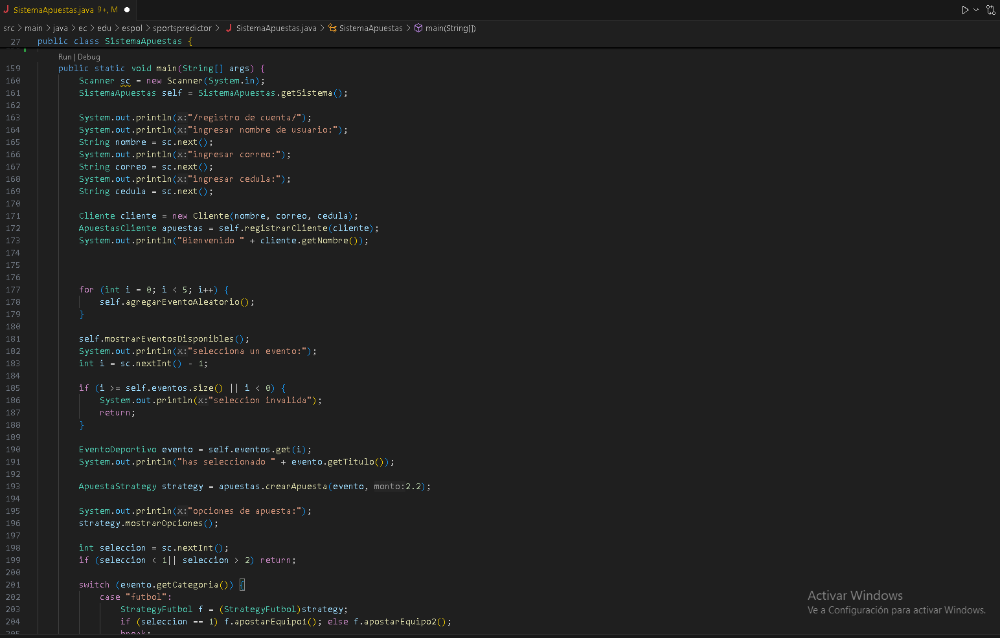 SistemaApuestas.java 9+, M
src > main > java > ec > edu > espol > sportspredictor > SistemaApuestas.java > SistemaApuestas > main(String[])
27 public class SistemaApuestas {
Run | Debug
159 public static void main(String[] args) {
160 Scanner sc = new Scanner(System.in);
161 SistemaApuestas self = SistemaApuestas.getSistema();
162
163 System.out.println(x:"/registro de cuenta/");
164 System.out.println(x:"ingresar nombre de usuario:");
165 String nombre = sc.next();
166 System.out.println(x:"ingresar correo:");
167 String correo = sc.next();
168 System.out.println(x:"ingresar cedula:");
169 String cedula = sc.next();
170
171 Cliente cliente = new Cliente(nombre, correo, cedula);
172 ApuestasCliente apuestas = self.registrarCliente(cliente);
173 System.out.println("Bienvenido " + cliente.getNombre());
174
175
176
177 for (int i = 0; i < 5; i++) {
178 self.agregarEventoAleatorio();
179 }
180
181 self.mostrarEventosDisponibles();
182 System.out.println(x:"selecciona un evento:");
183 int i = sc.nextInt() - 1;
184
185 if (i >= self.eventos.size() || i < 0) {
186 System.out.println(x:"seleccion invalida");
187 return;
188 }
189
190 EventoDeportivo evento = self.eventos.get(i);
191 System.out.println("has seleccionado " + evento.getTitulo());
192
193 ApuestaStrategy strategy = apuestas.crearApuesta(evento, monto:2.2);
194
195 System.out.println(x:"opciones de apuesta:");
196 strategy.mostrarOpciones();
197
198 int seleccion = sc.nextInt();
199 if (seleccion < 1|| seleccion > 2) return;
200
201 switch (evento.getCategoria()) {
202 case "futbol":
203 StrategyFutbol f = (StrategyFutbol)strategy;
204 if (seleccion == 1) f.apostarEquipo1(); else f.apostarEquipo2();
205 break;
Activar Windows
Ve a Configuración para activar Windows.